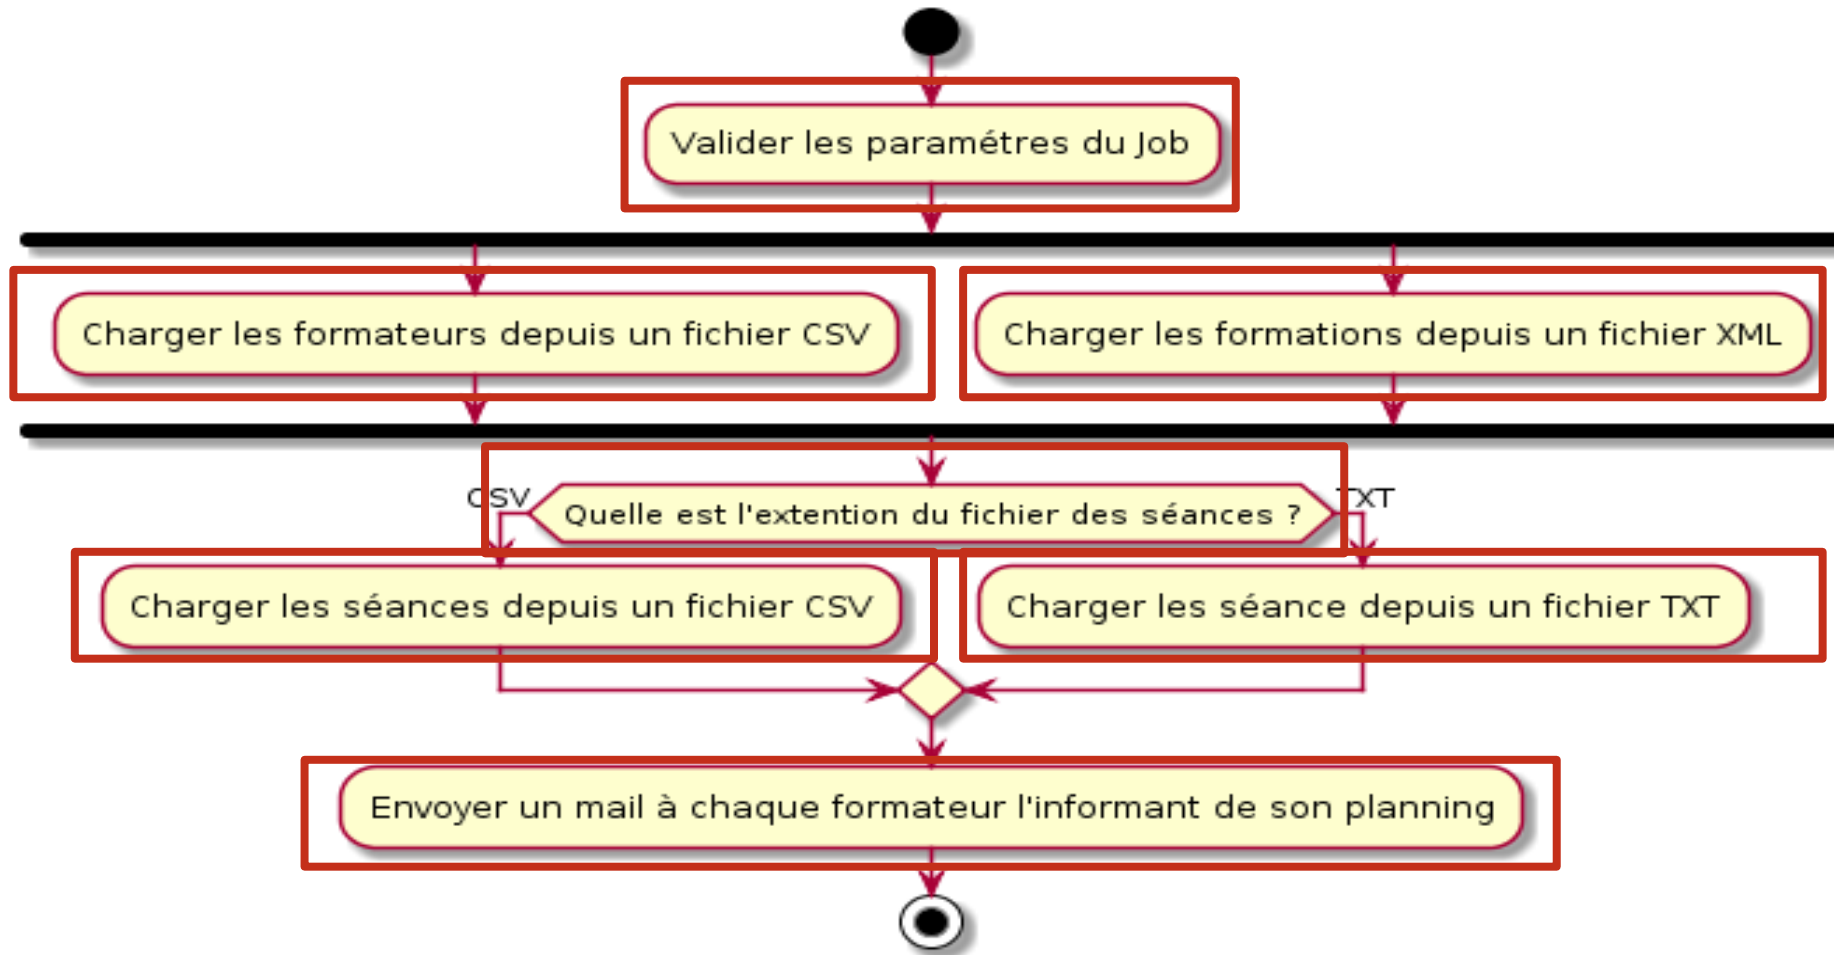 Valider les paramétres du Job
Charger les formateurs depuis un fichier CSV
Charger les formations depuis un fichier XML
CSV
Quelle est l'extention du fichier des séances ?
TXT
Charger les séances depuis un fichier CSV
Charger les séance depuis un fichier TXT
Envoyer un mail à chaque formateur l'informant de son planning